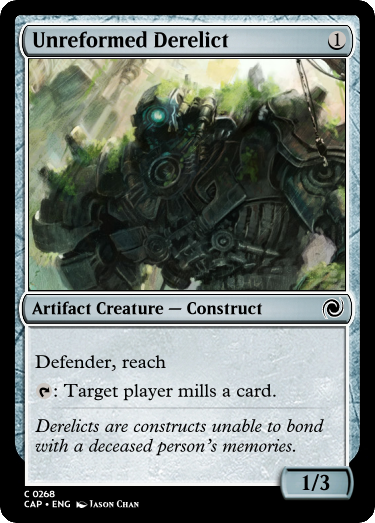 Unreformed Derelict 1
Artifact Creature — Construct
Defender, reach
: Target player mills a card.
Derelicts are constructs unable to bond
with a deceased person's memories.
1/3
C 0268
CAP • ENG Jason Chan